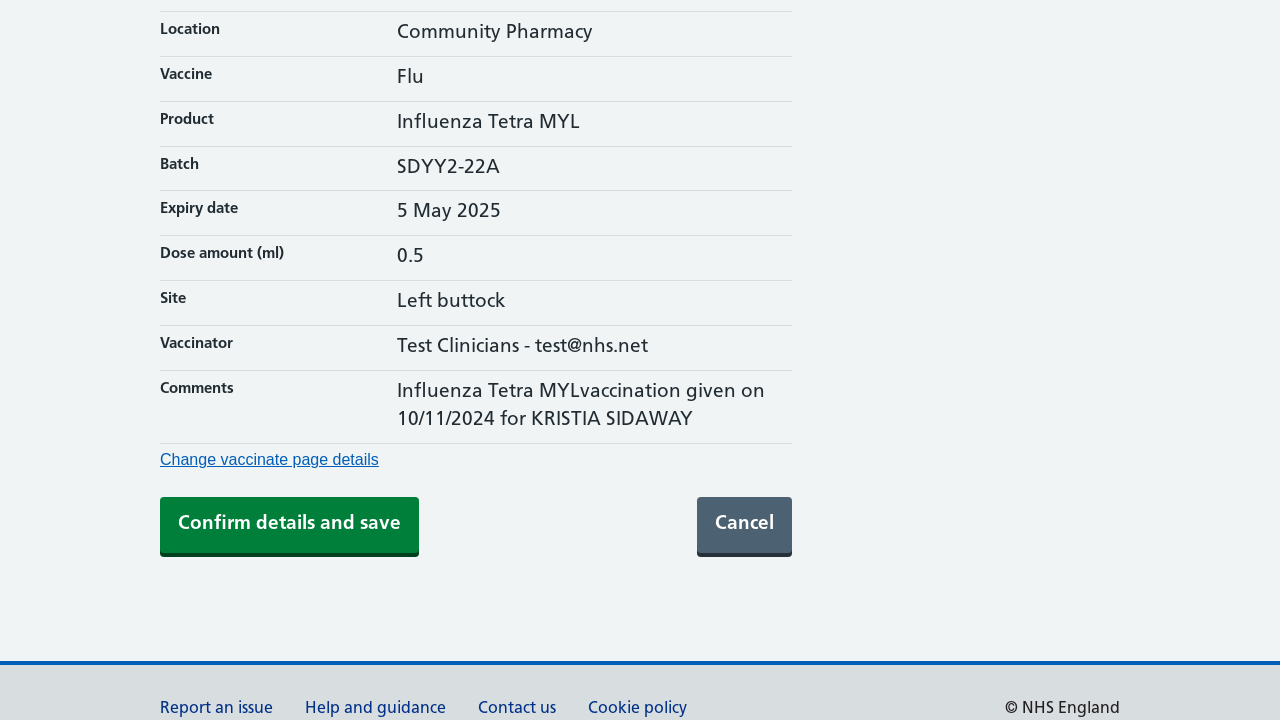 Location Community Pharmacy
Vaccine Flu
Product Influenza Tetra MYL
Batch SDYY2-22A
Expiry date 5 May 2025
Dose amount (ml) 0.5
Site Left buttock
Vaccinator Test Clinicians - test@nhs.net
Comments Influenza Tetra MYLvaccination given on
10/11/2024 for KRISTIA SIDAWAY
Change vaccinate page details
Confirm details and save Cancel
Report an issue Help and guidance Contact us Cookie policy © NHS England